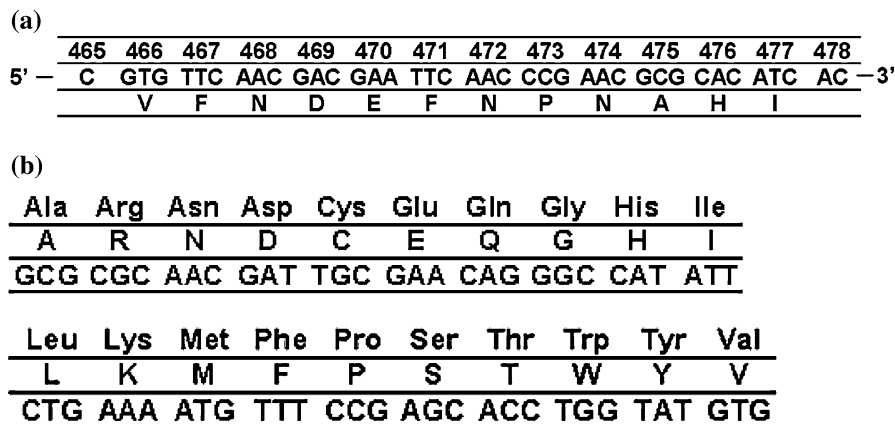 (a)
465 466 467 468 469 470 471 472 473 474 475 476 477 478
5' – C GTG TTC AAC GAC GAA TTC AAC CCG AAC GCG CAC ATC AC –3'
V F N D E F N P N A H I
(b)
Ala Arg Asn Asp Cys Glu Gln Gly His Ile
A R N D C E Q G H I
GCG CGC AAC GAT TGC GAA CAG GGC CAT ATT
Leu Lys Met Phe Pro Ser Thr Trp Tyr Val
L K M F P S T W Y V
CTG AAA ATG TTT CCG AGC ACC TGG TAT GTG